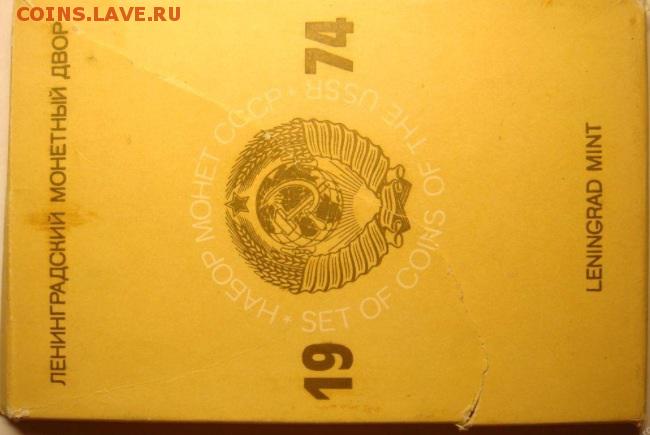 COINS.LAVE.RU
ЛЕНИНГРАДСКИЙ МОНЕТНЫЙ ДВОР
19 74
НАБОР МОНЕТ СССР • SET OF COINS OF THE USSR •
LENINGRAD MINT